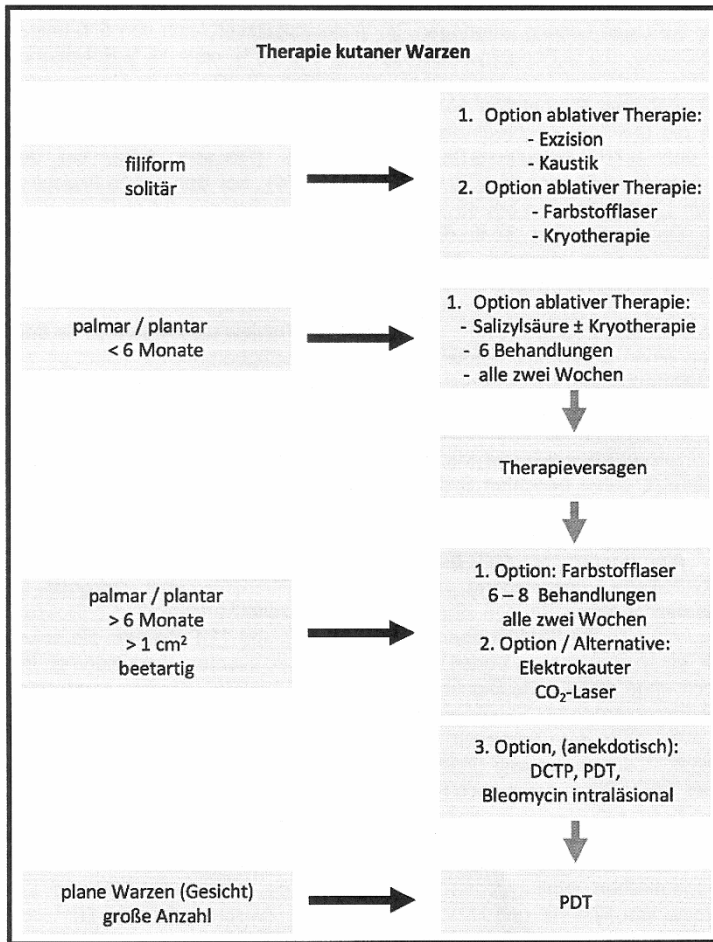 Therapie kutaner Warzen
filiform
solitär
1. Option ablativer Therapie:
- Exzision
- Kaustik
2. Option ablativer Therapie:
- Farbstofflaser
- Kryotherapie
palmar / plantar
< 6 Monate
1. Option ablativer Therapie:
- Salizylsäure ± Kryotherapie
- 6 Behandlungen
- alle zwei Wochen
Therapieversagen
palmar / plantar
> 6 Monate
> 1 cm²
beetartig
1. Option: Farbstofflaser
6 – 8 Behandlungen
alle zwei Wochen
2. Option / Alternative:
Elektrokauter
CO₂-Laser
3. Option, (anekdotisch):
DCTP, PDT,
Bleomycin intraläsional
plane Warzen (Gesicht)
große Anzahl
PDT